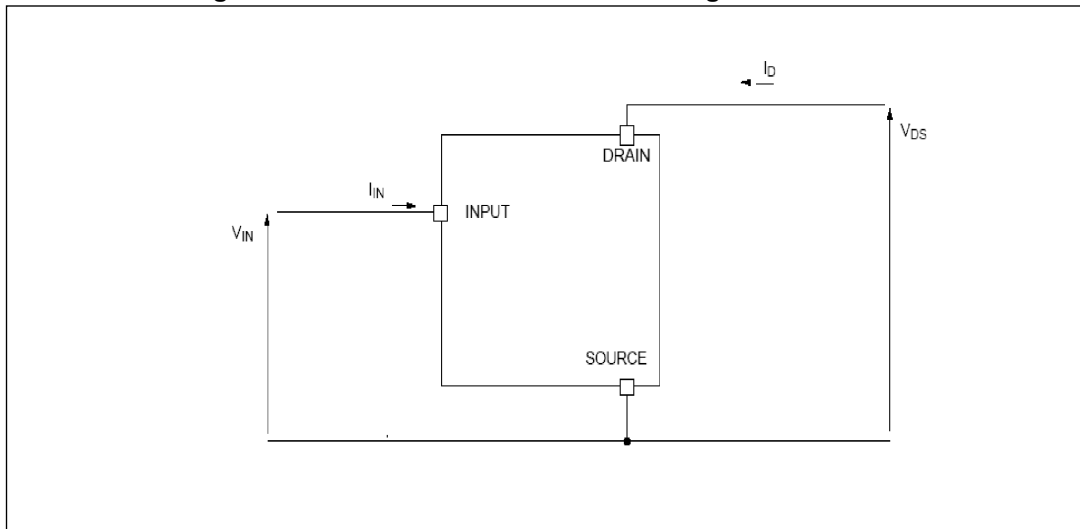 I_D
V_DS
DRAIN
I_IN
INPUT
V_IN
SOURCE